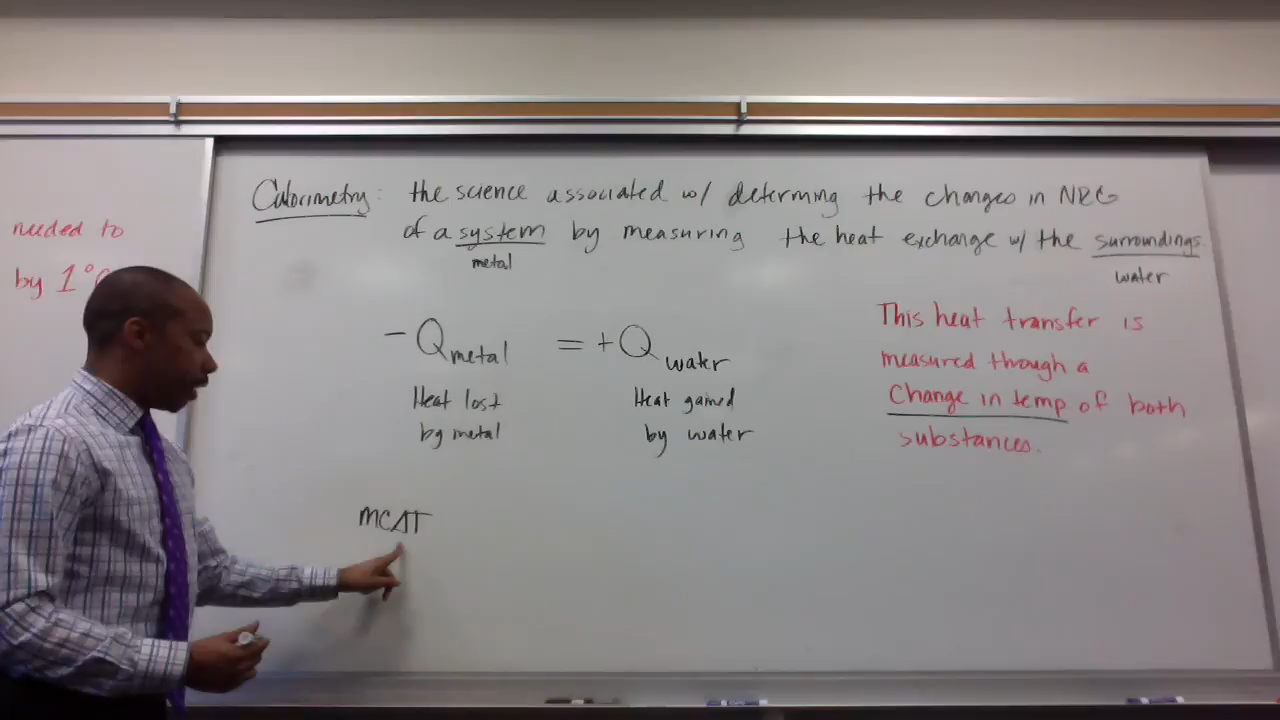 needed to
by 1°
Calorimetry: the science associated w/ determing the changes in NRG
of a system by measuring the heat exchange w/ the surroundings
metal
water
- Qmetal = + Qwater
Heat lost
by metal
Heat gained
by water
This heat transfer is
measured through a
Change in temp of both
substances.
mCΔT